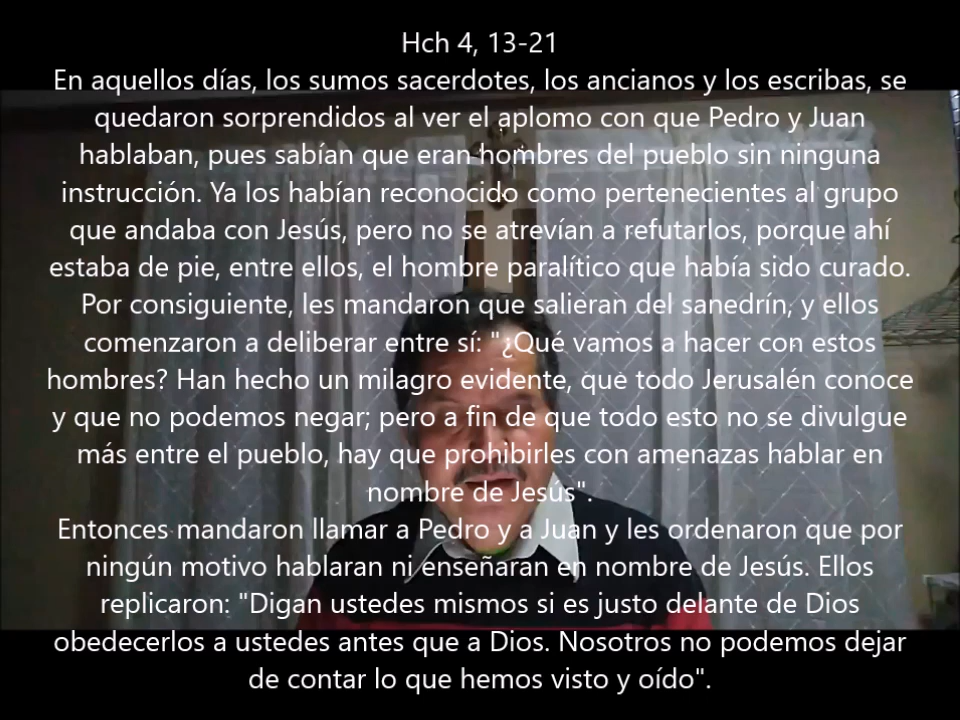 Hch 4, 13-21
En aquellos días, los sumos sacerdotes, los ancianos y los escribas, se
quedaron sorprendidos al ver el aplomo con que Pedro y Juan
hablaban, pues sabían que eran hombres del pueblo sin ninguna
instrucción. Ya los habían reconocido como pertenecientes al grupo
que andaba con Jesús, pero no se atrevían a refutarlos, porque ahí
estaba de pie, entre ellos, el hombre paralítico que había sido curado.
Por consiguiente, les mandaron que salieran del sanedrín, y ellos
comenzaron a deliberar entre sí: "¿Qué vamos a hacer con estos
hombres? Han hecho un milagro evidente, que todo Jerusalén conoce
y que no podemos negar; pero a fin de que todo esto no se divulgue
más entre el pueblo, hay que prohibirles con amenazas hablar en
nombre de Jesús".
Entonces mandaron llamar a Pedro y a Juan y les ordenaron que por
ningún motivo hablaran ni enseñaran en nombre de Jesús. Ellos
replicaron: "Digan ustedes mismos si es justo delante de Dios
obedecerlos a ustedes antes que a Dios. Nosotros no podemos dejar
de contar lo que hemos visto y oído".